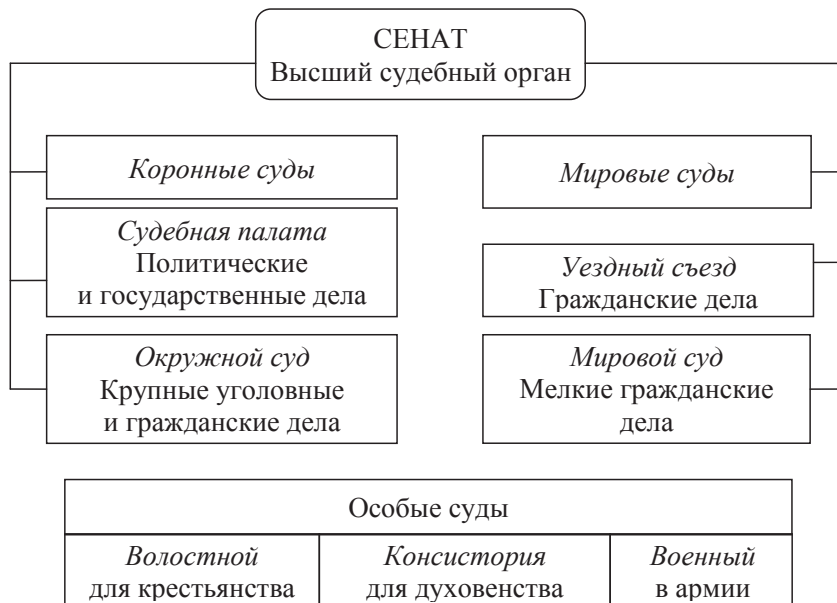 СЕНАТ
Высший судебный орган
Коронные суды
Судебная палата
Политические
и государственные дела
Окружной суд
Крупные уголовные
и гражданские дела
Мировые суды
Уездный съезд
Гражданские дела
Мировой суд
Мелкие гражданские
дела
Особые суды
Волостной
для крестьянства
Консистория
для духовенства
Военный
в армии